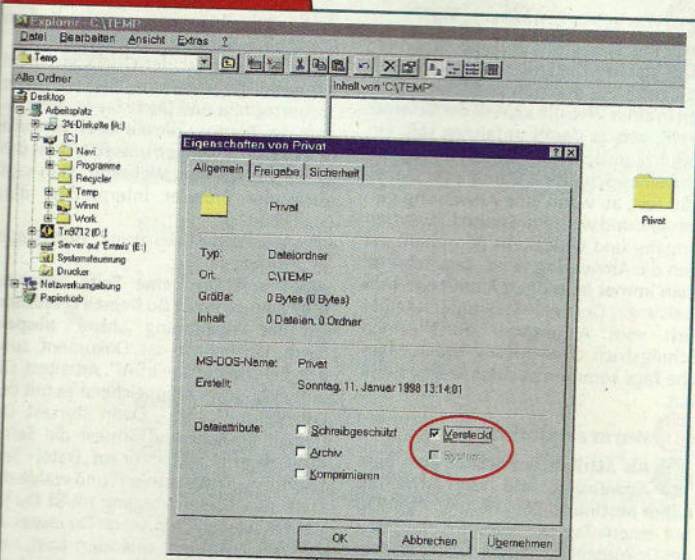 Explorer - C:\TEMP
Datei Bearbeiten Ansicht Extras ?
Temp
Alle Ordner
Inhalt von 'C:\TEMP'
Desktop
Arbeitsplatz
3½-Diskette (A:)
(C:)
Navi
Programme
Recycler
Temp
Winnt
Work
Tn9712 (D:)
Server auf 'Emmis' (E:)
Systemsteuerung
Drucker
Netzwerkumgebung
Papierkorb
Privat
Eigenschaften von Privat
Allgemein Freigabe Sicherheit
Privat
Typ: Dateiordner
Ort: C:\TEMP
Größe: 0 Bytes (0 Bytes)
Inhalt: 0 Dateien, 0 Ordner
MS-DOS-Name: Privat
Erstellt: Sonntag, 11. Januar 1998 13:14:01
Dateiattribute: Schreibgeschützt Versteckt
Archiv System
Komprimieren
OK Abbrechen Übernehmen